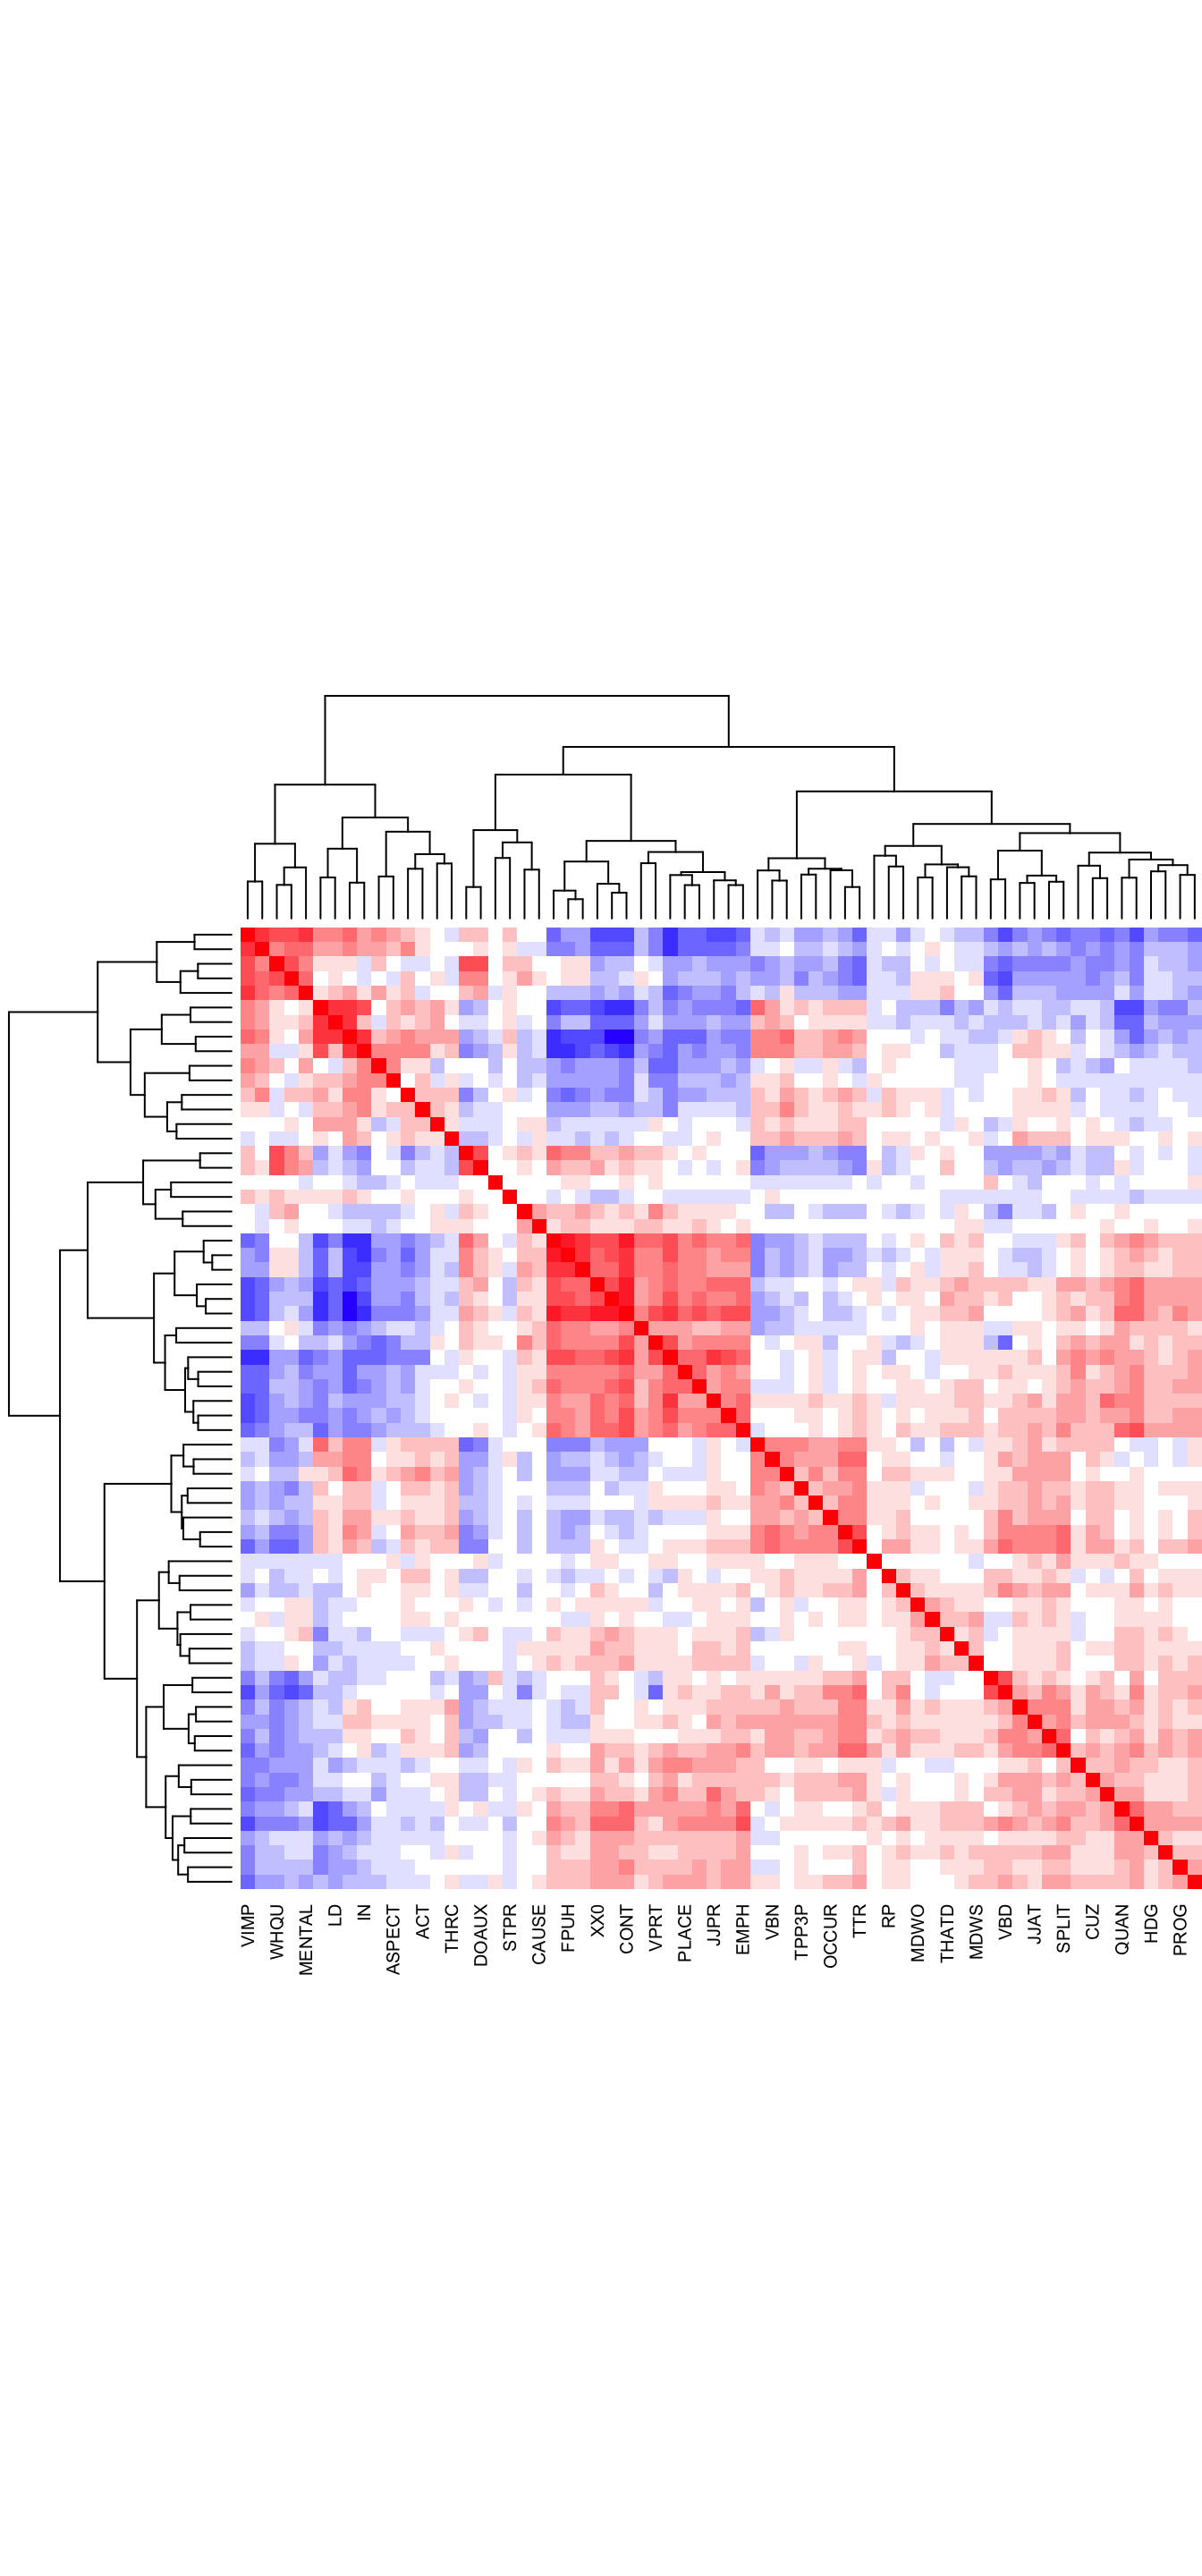 VIMP
WHQU
MENTAL
LD
IN
ASPECT
ACT
THRC
DOAUX
STPR
CAUSE
FPUH
XX0
CONT
VPRT
PLACE
JJPR
EMPH
VBN
TPP3P
OCCUR
TTR
RP
MDWO
THATD
MDWS
VBD
JJAT
SPLIT
CUZ
QUAN
HDG
PROG